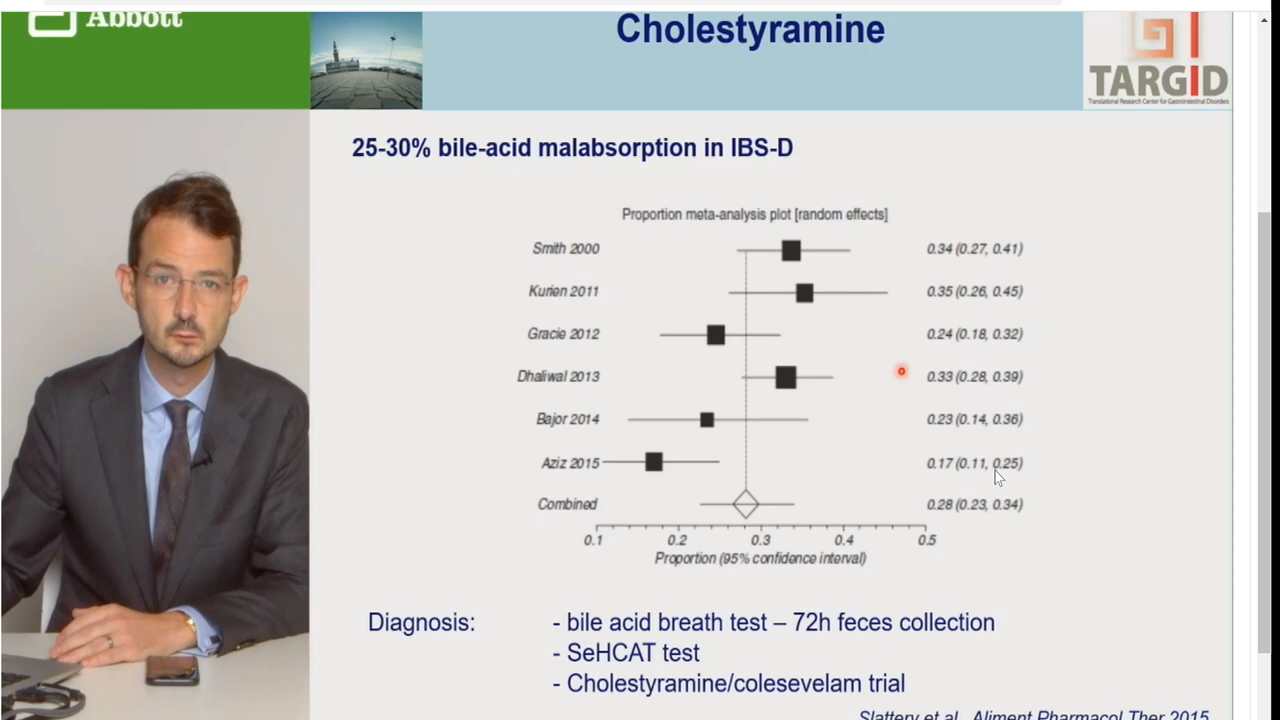 Abbott
Cholestyramine
TARGID
Translational Research Center for Gastrointestinal Disorders
25-30% bile-acid malabsorption in IBS-D
Proportion meta-analysis plot [random effects]
Smith 2000 0.34 (0.27, 0.41)
Kurien 2011 0.35 (0.26, 0.45)
Gracie 2012 0.24 (0.18, 0.32)
Dhaliwal 2013 0.33 (0.28, 0.39)
Bajor 2014 0.23 (0.14, 0.36)
Aziz 2015 0.17 (0.11, 0.25)
Combined 0.28 (0.23, 0.34)
0.1 0.2 0.3 0.4 0.5
Proportion (95% confidence interval)
Diagnosis: - bile acid breath test – 72h feces collection
- SeHCAT test
- Cholestyramine/colesevelam trial
Slattery et al., Aliment Pharmacol Ther 2015